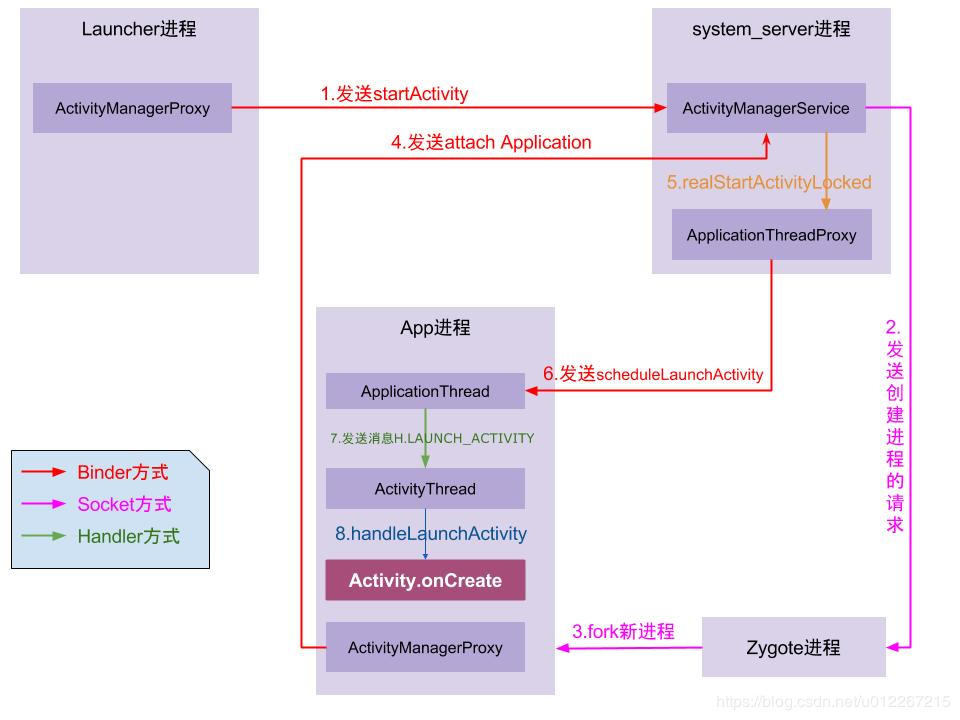 Launcher进程
ActivityManagerProxy
system_server进程
ActivityManagerService
1.发送startActivity
4.发送attach Application
5.realStartActivityLocked
ApplicationThreadProxy
2.
发
送
创
建
进
程
的
请
求
App进程
ApplicationThread
6.发送scheduleLaunchActivity
7.发送消息H.LAUNCH_ACTIVITY
ActivityThread
8.handleLaunchActivity
Activity.onCreate
ActivityManagerProxy
3.fork新进程
Zygote进程
Binder方式
Socket方式
Handler方式
https://blog.csdn.net/u012267215